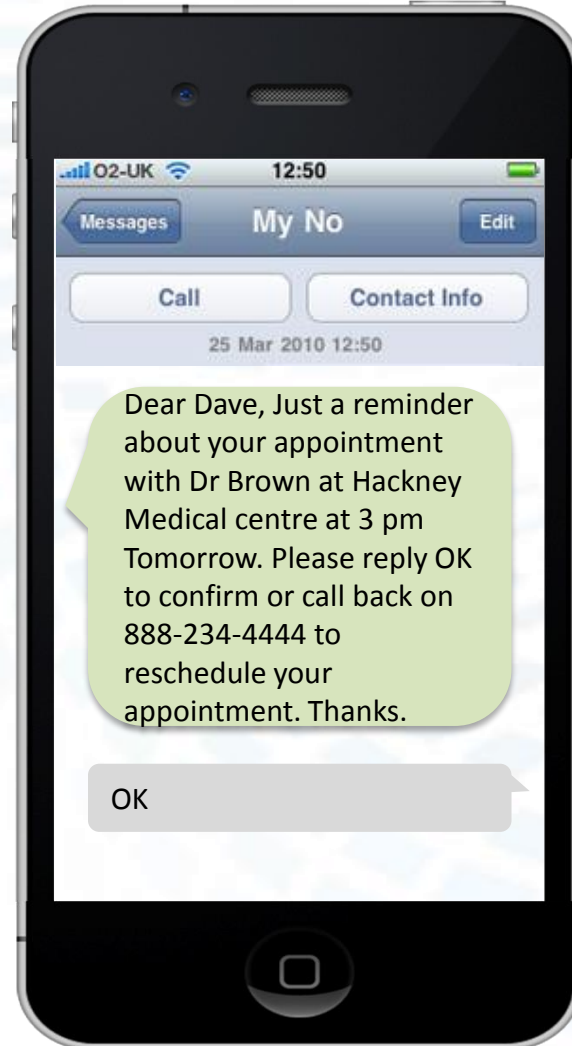 O2-UK 12:50
Messages My No Edit
Call Contact Info
25 Mar 2010 12:50
Dear Dave, Just a reminder
about your appointment
with Dr Brown at Hackney
Medical centre at 3 pm
Tomorrow. Please reply OK
to confirm or call back on
888-234-4444 to
reschedule your
appointment. Thanks.
OK